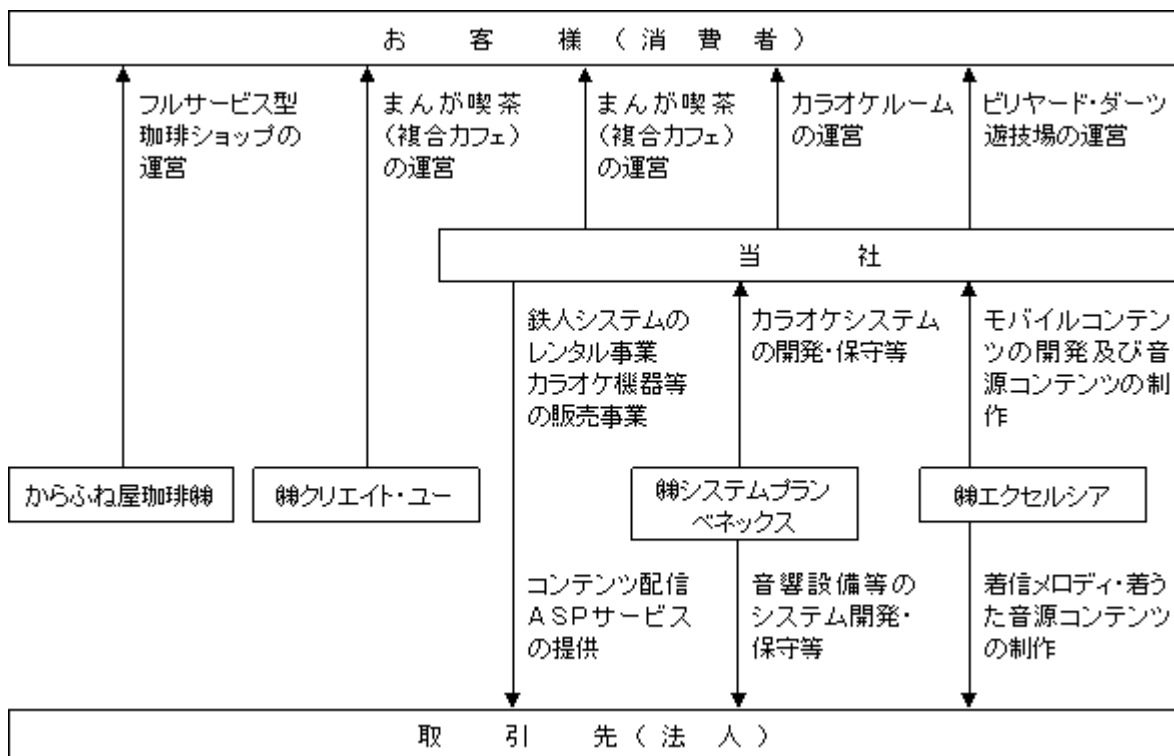 お客様（消費者）
フルサービス型
珈琲ショップの
運営
まんが喫茶
（複合カフェ）
の運営
まんが喫茶
（複合カフェ）
の運営
カラオケルーム
の運営
ビリヤード・ダーツ
遊技場の運営
当社
鉄人システムの
レンタル事業
カラオケ機器等
の販売事業
カラオケシステム
の開発・保守等
モバイルコンテン
ツの開発及び音
源コンテンツの制
作
からふね屋珈琲㈱
㈱クリエイト・ユー
㈱システムプラン
ベネックス
㈱エクセルシア
コンテンツ配信
ＡＳＰサービス
の提供
音響設備等の
システム開発・
保守等
着信メロディ・着う
た音源コンテンツ
の制作
取引先（法人）